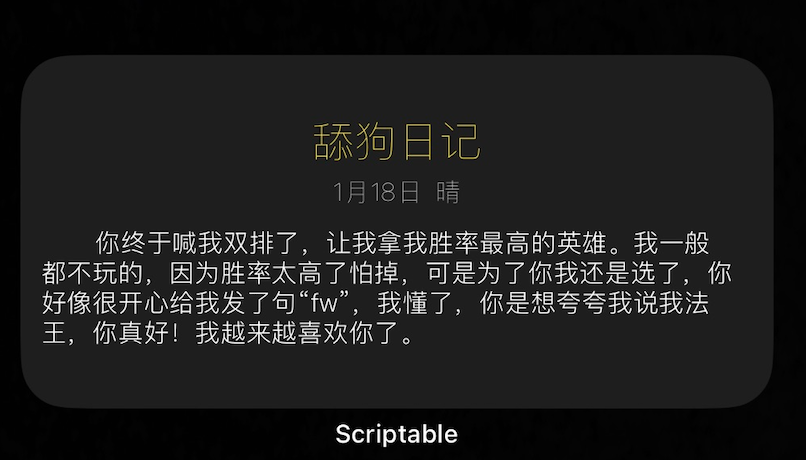 舔狗日记
1月18日 晴
你终于喊我双排了，让我拿我胜率最高的英雄。我一般
都不玩的，因为胜率太高了怕掉，可是为了你我还是选了，你
好像很开心给我发了句“fw”，我懂了，你是想夸夸我说我法
王，你真好！我越来越喜欢你了。
Scriptable